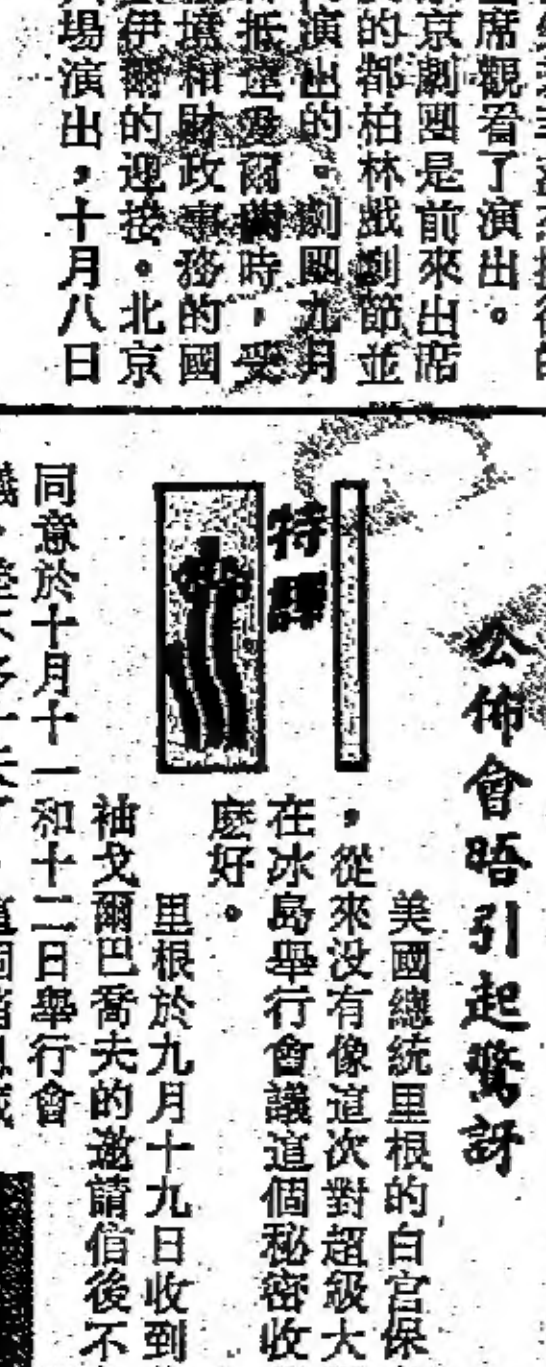 席觀看了演出。
京劇團是前來出席
的都柏林戲劇節並
演出的。劇團九月
抵達愛爾蘭時,受
和財政事務的國
伊爾的迎接。北京
場演出,十月八日
公佈會晤引起驚訝
美國總統里根的白宮保
,從來没有像這次對超級大
在冰島舉行會議這個秘密收
麽好。
特譯
里根於九月十九日收到
袖戈爾巴喬夫的邀請信後不
同意於十月十一和十二日舉行會